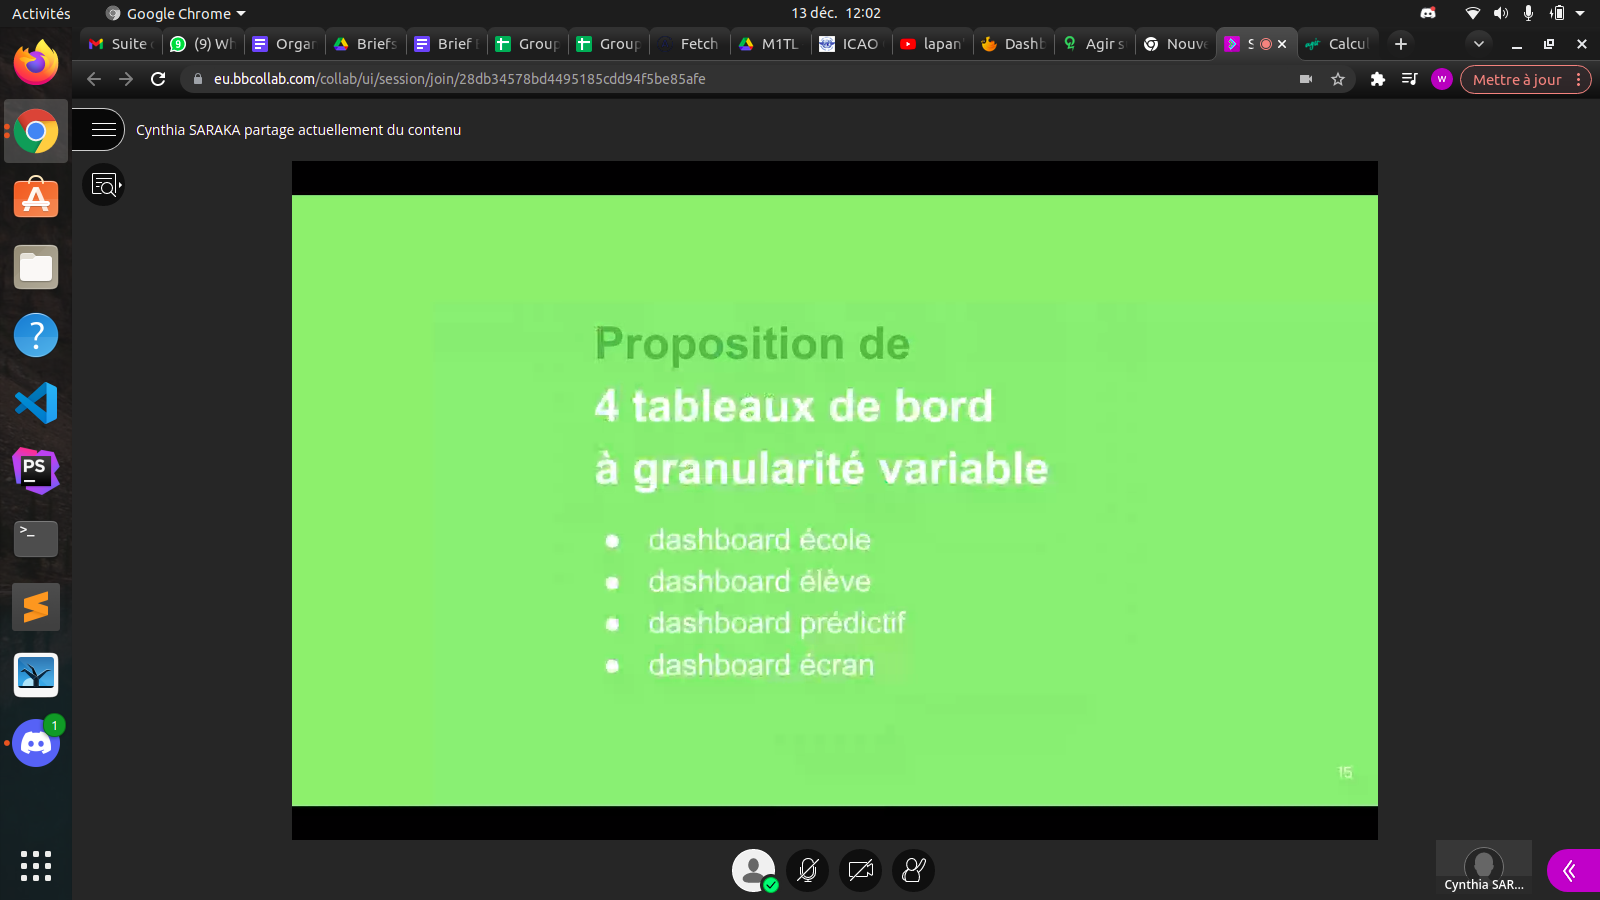 Activités
Google Chrome
13 déc. 12:02
Suite
(9) Wh
Organ
Briefs
Brief
Group
Group
Fetch
M1TL
ICAO
lapan
Dashb
Agir s
Nouve
S
Calcul
eu.bbcollab.com/collab/ui/session/join/28db34578bd4495185cdd94f5be85afe
W
Mettre à jour
Cynthia SARAKA partage actuellement du contenu
PS
1
Proposition de
4 tableaux de bord
à granularité variable
dashboard école
dashboard élève
dashboard prédictif
dashboard écran
15
Cynthia SAR...